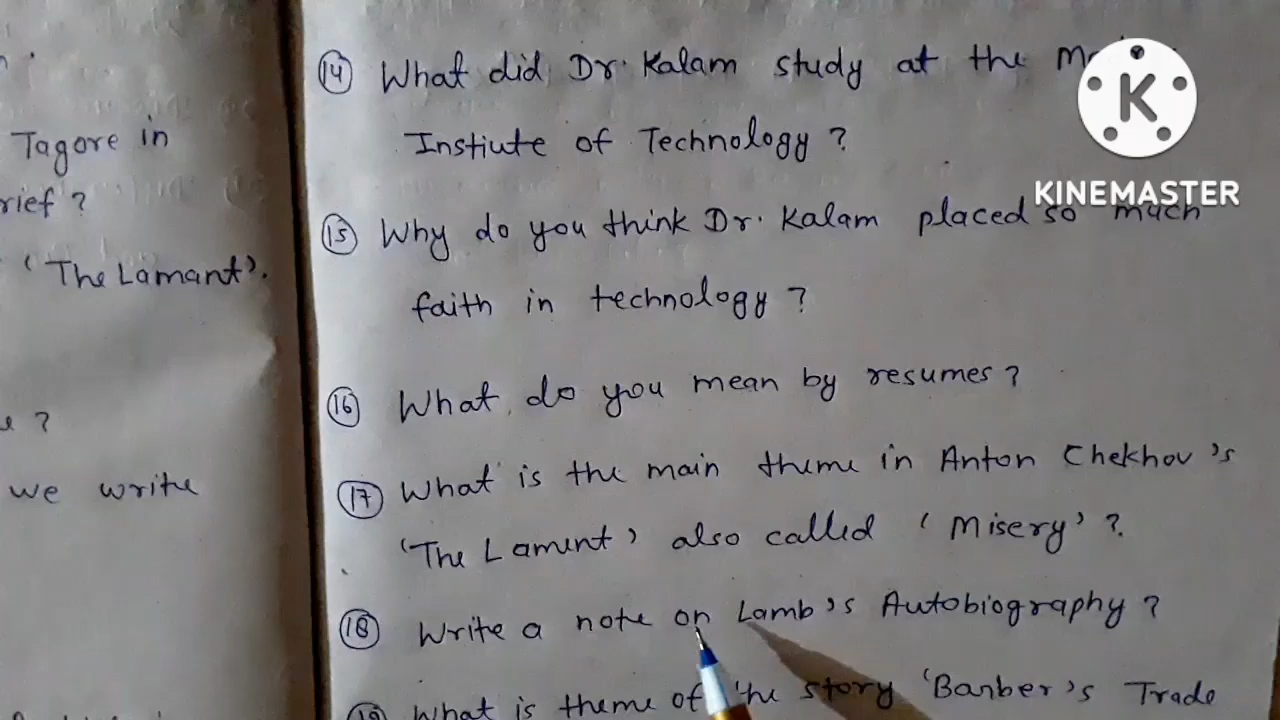 Tagore in
rief ?
' The Lamant'.
? 
we write
(14) What did Dr. Kalam study at the
Instiute of Technology ?
(15) Why do you think Dr. Kalam placed so much
faith in technology ?
(16) What do you mean by resumes ?
(17) What is the main theme in Anton Chekhov's
'The Lament' also called 'Misery' ?
(18) Write a note on Lamb's Autobiography ?
(19) What is theme of the story 'Banber's Trade
K
KINEMASTER